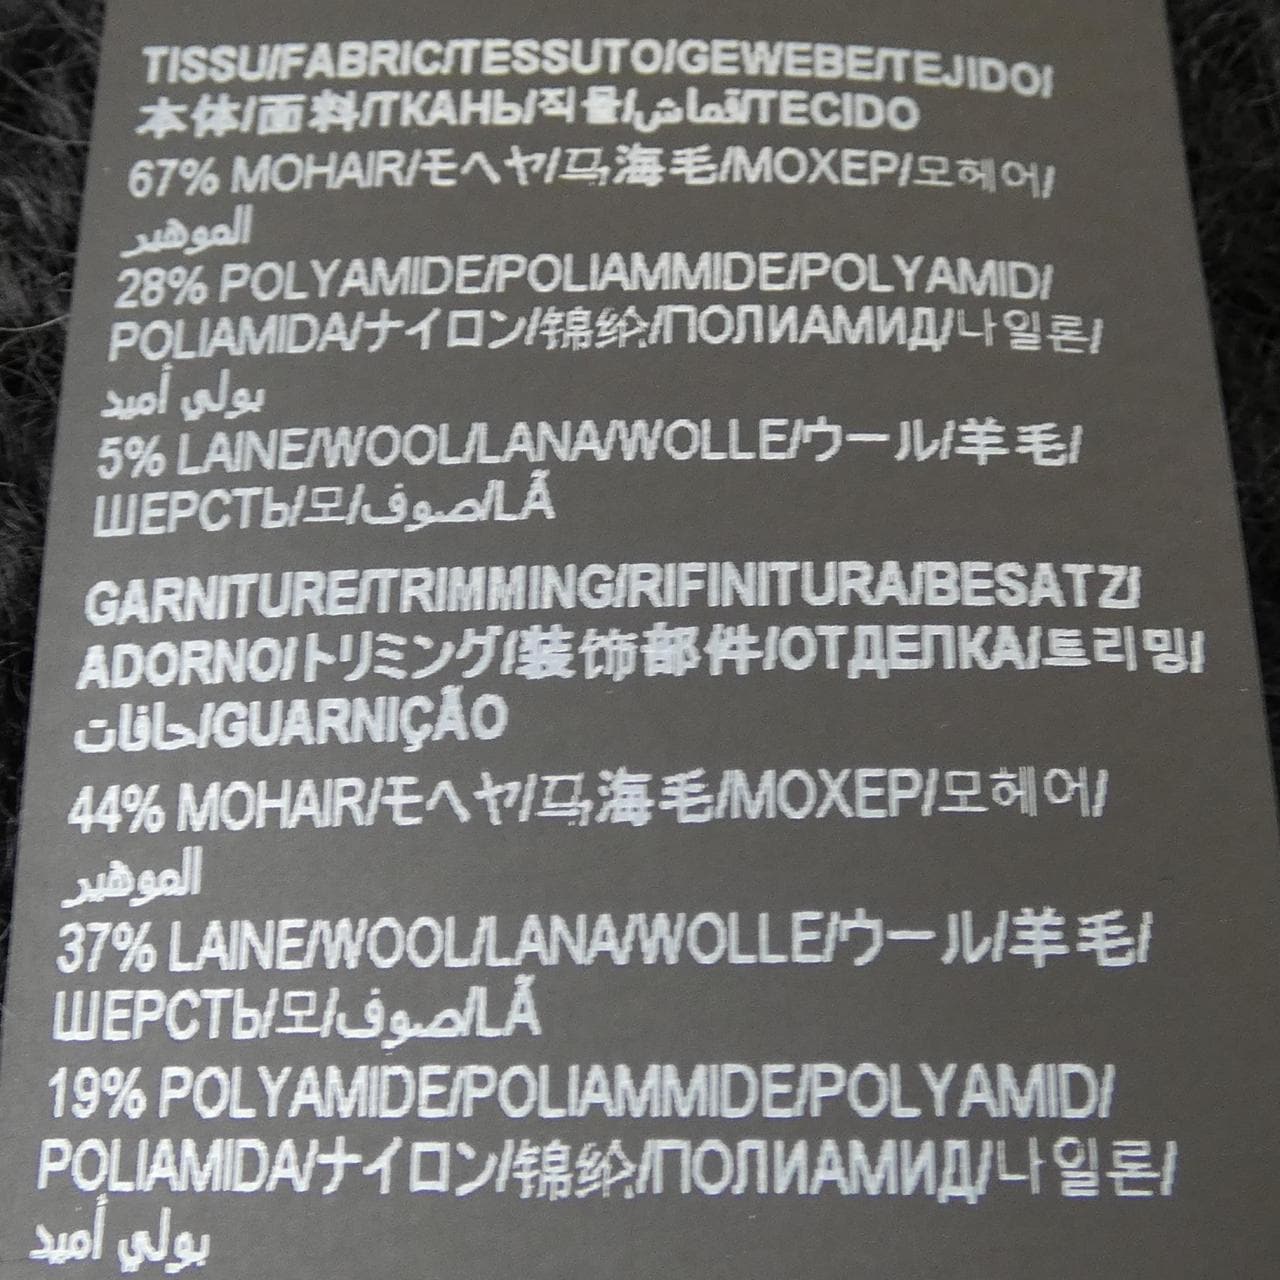 TISSU/FABRIC/TESSUTO/GEWEBE/TEJIDO/
本体/面料/ТКАНЬ/직물/قماش/TECIDO
67% MOHAIR/モヘヤ/马海毛/МОХЕР/모헤어/
الموهير
28% POLYAMIDE/POLIAMMIDE/POLYAMID/
POLIAMIDA/ナイロン/锦纶/ПОЛИАМИД/나일론/
بولي أميد
5% LAINE/WOOL/LANA/WOLLE/ウール/羊毛/
ШЕРСТЬ/모/صوف/LÃ
GARNITURE/TRIMMING/RIFINITURA/BESATZ/
ADORNO/トリミング/装饰部件/ОТДЕЛКА/트리밍/
حافات/GUARNIÇÃO
44% MOHAIR/モヘヤ/马海毛/МОХЕР/모헤어/
الموهير
37% LAINE/WOOL/LANA/WOLLE/ウール/羊毛/
ШЕРСТЬ/모/صوف/LÃ
19% POLYAMIDE/POLIAMMIDE/POLYAMID/
POLIAMIDA/ナイロン/锦纶/ПОЛИАМИД/나일론/
بولي أميد